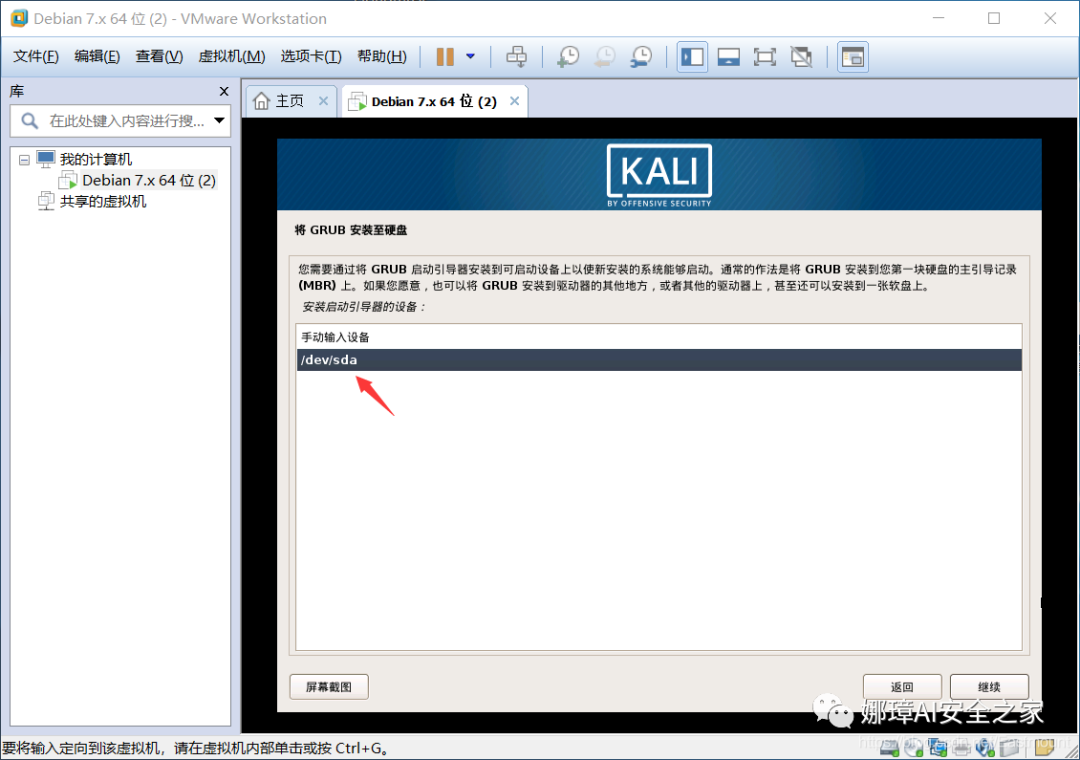 Debian 7.x 64 位 (2) - VMware Workstation
文件(F) 编辑(E) 查看(V) 虚拟机(M) 选项卡(T) 帮助(H)
库
主页
Debian 7.x 64 位 (2)
在此处键入内容进行搜...
我的计算机
Debian 7.x 64 位 (2)
共享的虚拟机
KALI
BY OFFENSIVE SECURITY
将 GRUB 安装至硬盘
您需要通过将 GRUB 启动引导器安装到可启动设备上以使新安装的系统能够启动。通常的作法是将 GRUB 安装到您第一块硬盘的主引导记录
(MBR) 上。如果您愿意，也可以将 GRUB 安装到驱动器的其他地方，或者其他的驱动器上，甚至还可以安装到一张软盘上。
安装启动引导器的设备：
手动输入设备
/dev/sda
屏幕截图
返回
继续
娜璋AI安全之家
要将输入定向到该虚拟机，请在虚拟机内部单击或按 Ctrl+G。